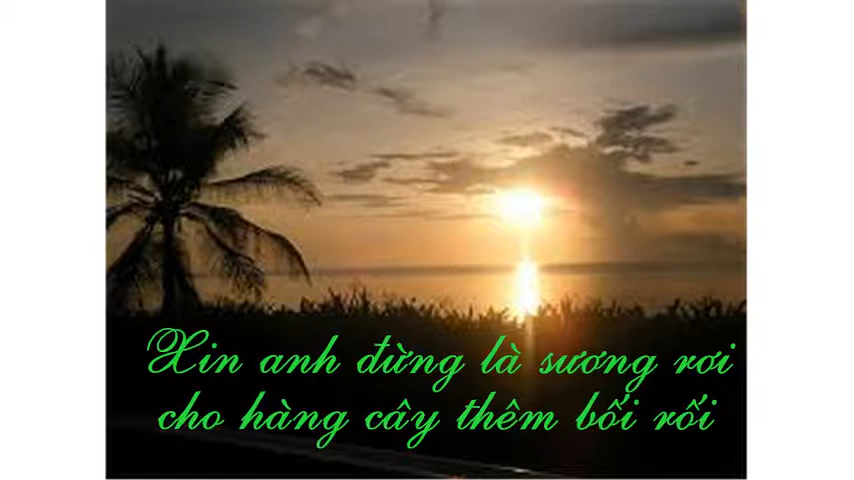 Xin anh đừng là sương rơi
cho hàng cây thêm bối rối